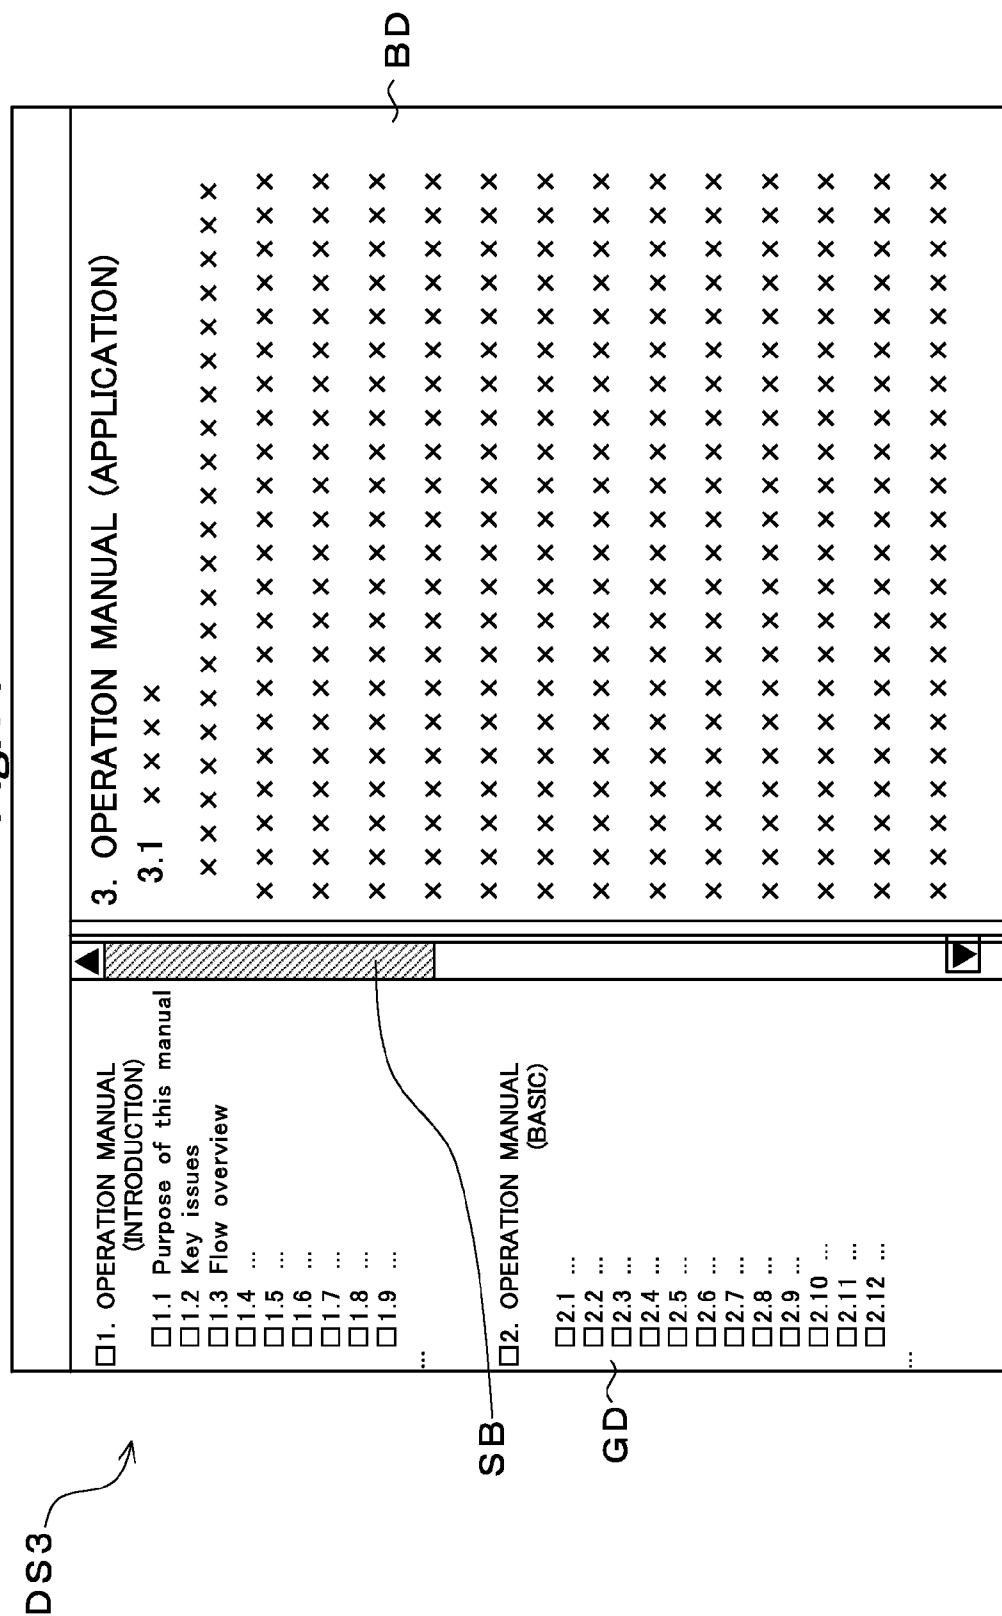 DS3
□1. OPERATION MANUAL
(INTRODUCTION)
□1.1 Purpose of this manual
□1.2 Key issues
□1.3 Flow overview
□1.4 ...
□1.5 ...
□1.6 ...
□1.7 ...
□1.8 ...
□1.9 ...
...
SB
□2. OPERATION MANUAL
(BASIC)
□2.1 ...
□2.2 ...
□2.3 ...
□2.4 ...
□2.5 ...
□2.6 ...
□2.7 ...
□2.8 ...
□2.9 ...
□2.10 ...
□2.11 ...
□2.12 ...
...
GD
3. OPERATION MANUAL (APPLICATION)
3.1 × × × ×
× × × × × × × × × × × × × × × × × × × × ×
× × × × × × × × × × × × × × × × × × × × × ×
× × × × × × × × × × × × × × × × × × × × × ×
× × × × × × × × × × × × × × × × × × × × × ×
× × × × × × × × × × × × × × × × × × × × × ×
× × × × × × × × × × × × × × × × × × × × × ×
× × × × × × × × × × × × × × × × × × × × × ×
× × × × × × × × × × × × × × × × × × × × × ×
× × × × × × × × × × × × × × × × × × × × × ×
× × × × × × × × × × × × × × × × × × × × × ×
× × × × × × × × × × × × × × × × × × × × × ×
× × × × × × × × × × × × × × × × × × × × × ×
× × × × × × × × × × × × × × × × × × × × × ×
× × × × × × × × × × × × × × × × × × × × × ×
BD